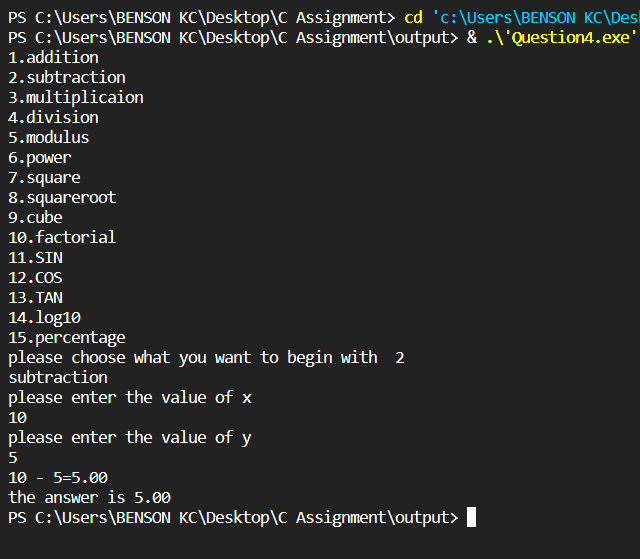 PS C:\Users\BENSON KC\Desktop\C Assignment> cd 'c:\Users\BENSON KC\Des
PS C:\Users\BENSON KC\Desktop\C Assignment\output> & .\'Question4.exe'
1.addition
2.subtraction
3.multiplicaion
4.division
5.modulus
6.power
7.square
8.squareroot
9.cube
10.factorial
11.SIN
12.COS
13.TAN
14.log10
15.percentage
please choose what you want to begin with  2
subtraction
please enter the value of x
10
please enter the value of y
5
10 - 5=5.00
the answer is 5.00
PS C:\Users\BENSON KC\Desktop\C Assignment\output>